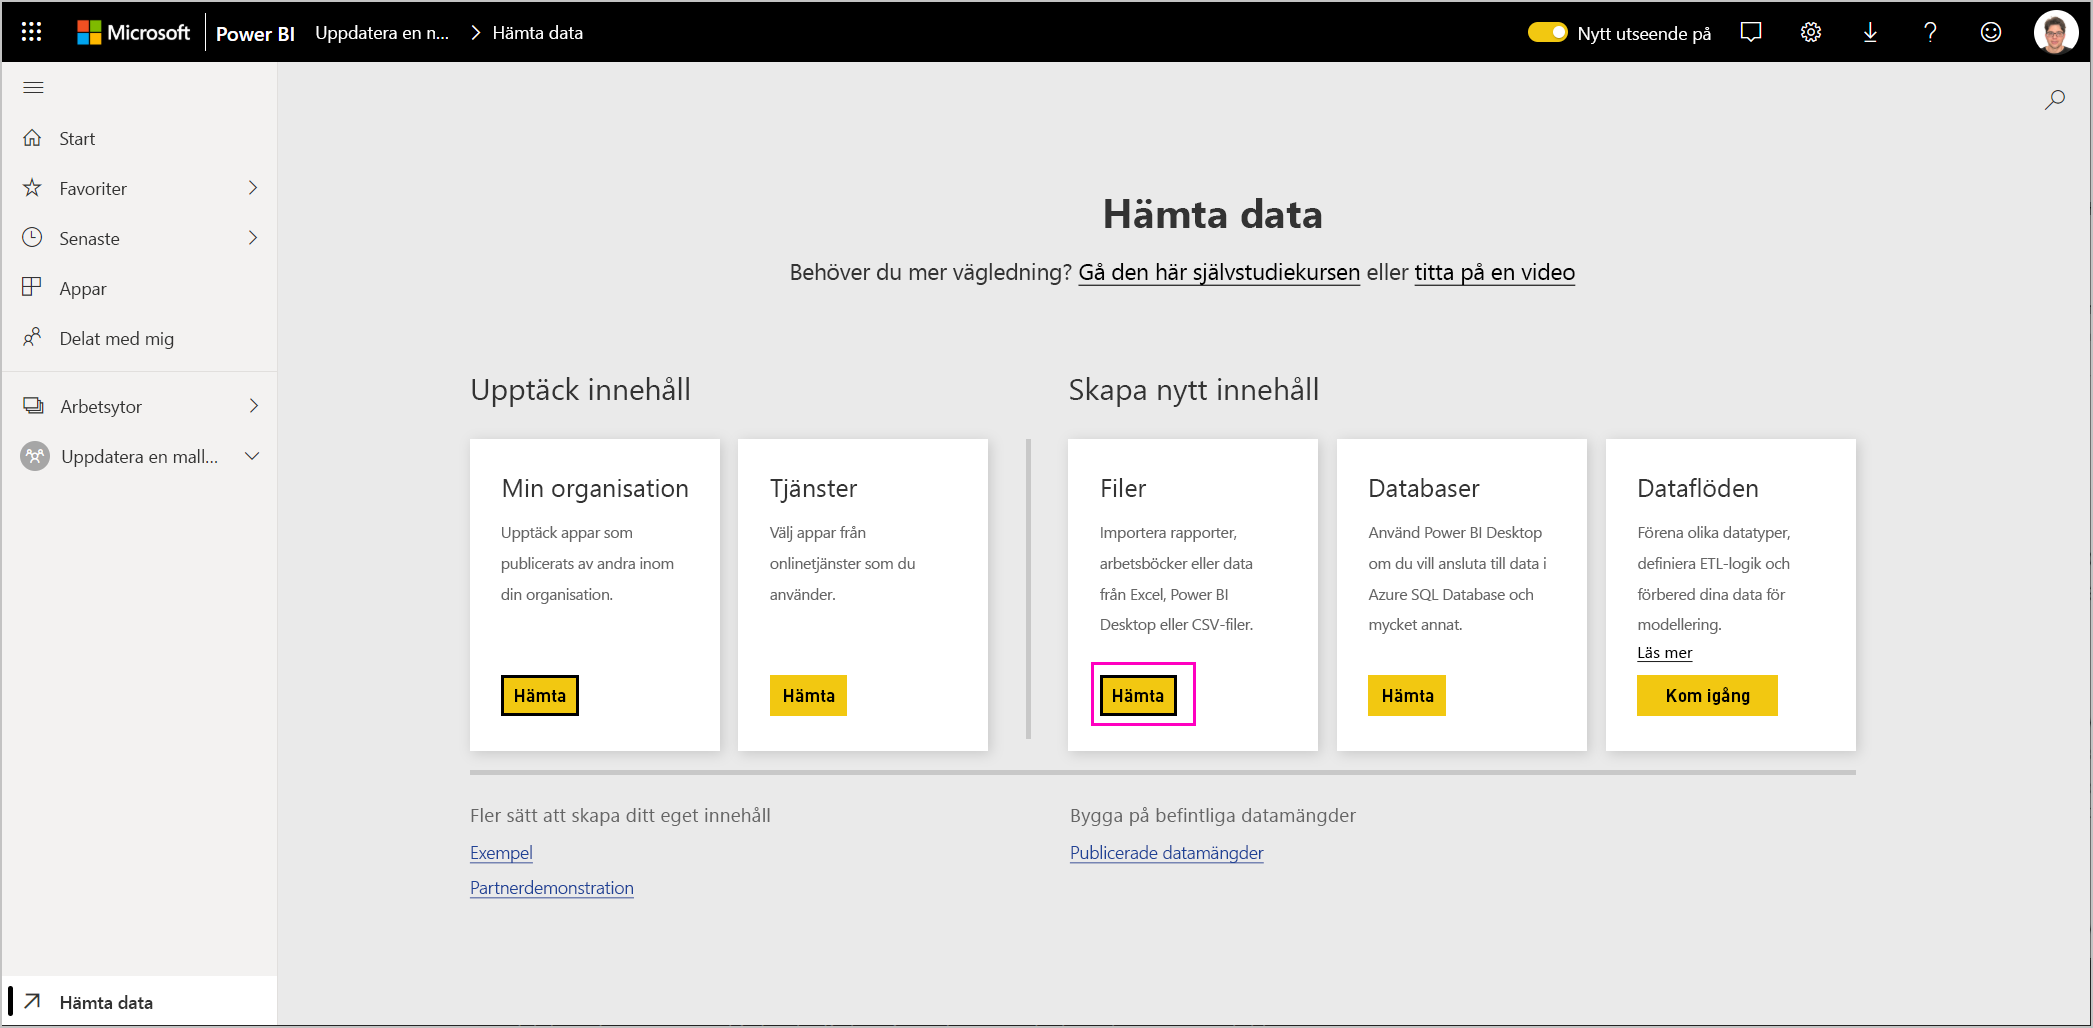 Microsoft Power BI Uppdatera en n... Hämta data Nytt utseende på
Start
Favoriter
Senaste
Appar
Delat med mig
Arbetsytor
Uppdatera en mall...
Hämta data
Hämta data
Behöver du mer vägledning? Gå den här självstudiekursen eller titta på en video
Upptäck innehåll
Min organisation
Upptäck appar som
publicerats av andra inom
din organisation.
Hämta
Tjänster
Välj appar från
onlinetjänster som du
använder.
Hämta
Skapa nytt innehåll
Filer
Importera rapporter,
arbetsböcker eller data
från Excel, Power BI
Desktop eller CSV-filer.
Hämta
Databaser
Använd Power BI Desktop
om du vill ansluta till data i
Azure SQL Database och
mycket annat.
Hämta
Dataflöden
Förena olika datatyper,
definiera ETL-logik och
förbered dina data för
modellering.
Läs mer
Kom igång
Fler sätt att skapa ditt eget innehåll
Exempel
Partnerdemonstration
Bygga på befintliga datamängder
Publicerade datamängder